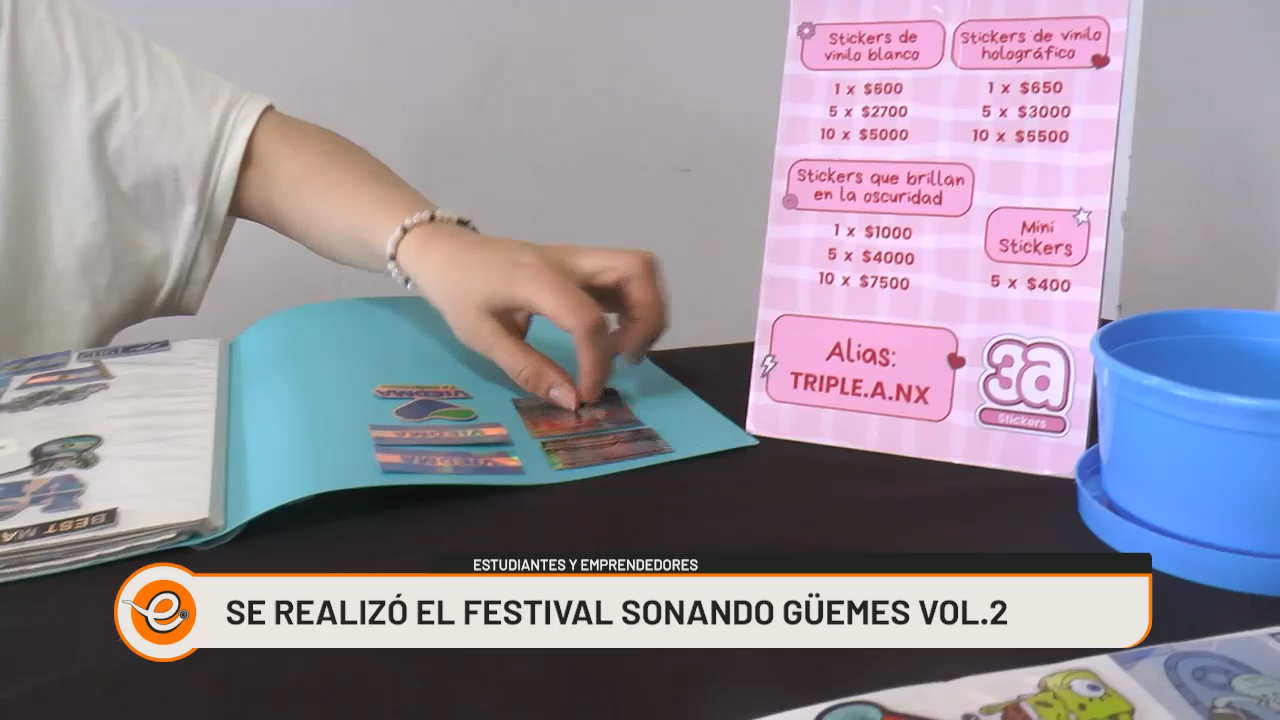 Stickers de
vinilo blanco
1 x $600
5 x $2700
10 x $5000
Stickers de vinilo
holográfico
1 x $650
5 x $3000
10 x $5500
Stickers que brillan
en la oscuridad
1 x $1000
5 x $4000
10 x $7500
Mini
Stickers
5 x $400
Alias:
TRIPLE.A.NX
3a
Stickers
BEST MA
ESTUDIANTES Y EMPRENDEDORES
e
SE REALIZÓ EL FESTIVAL SONANDO GÜEMES VOL.2